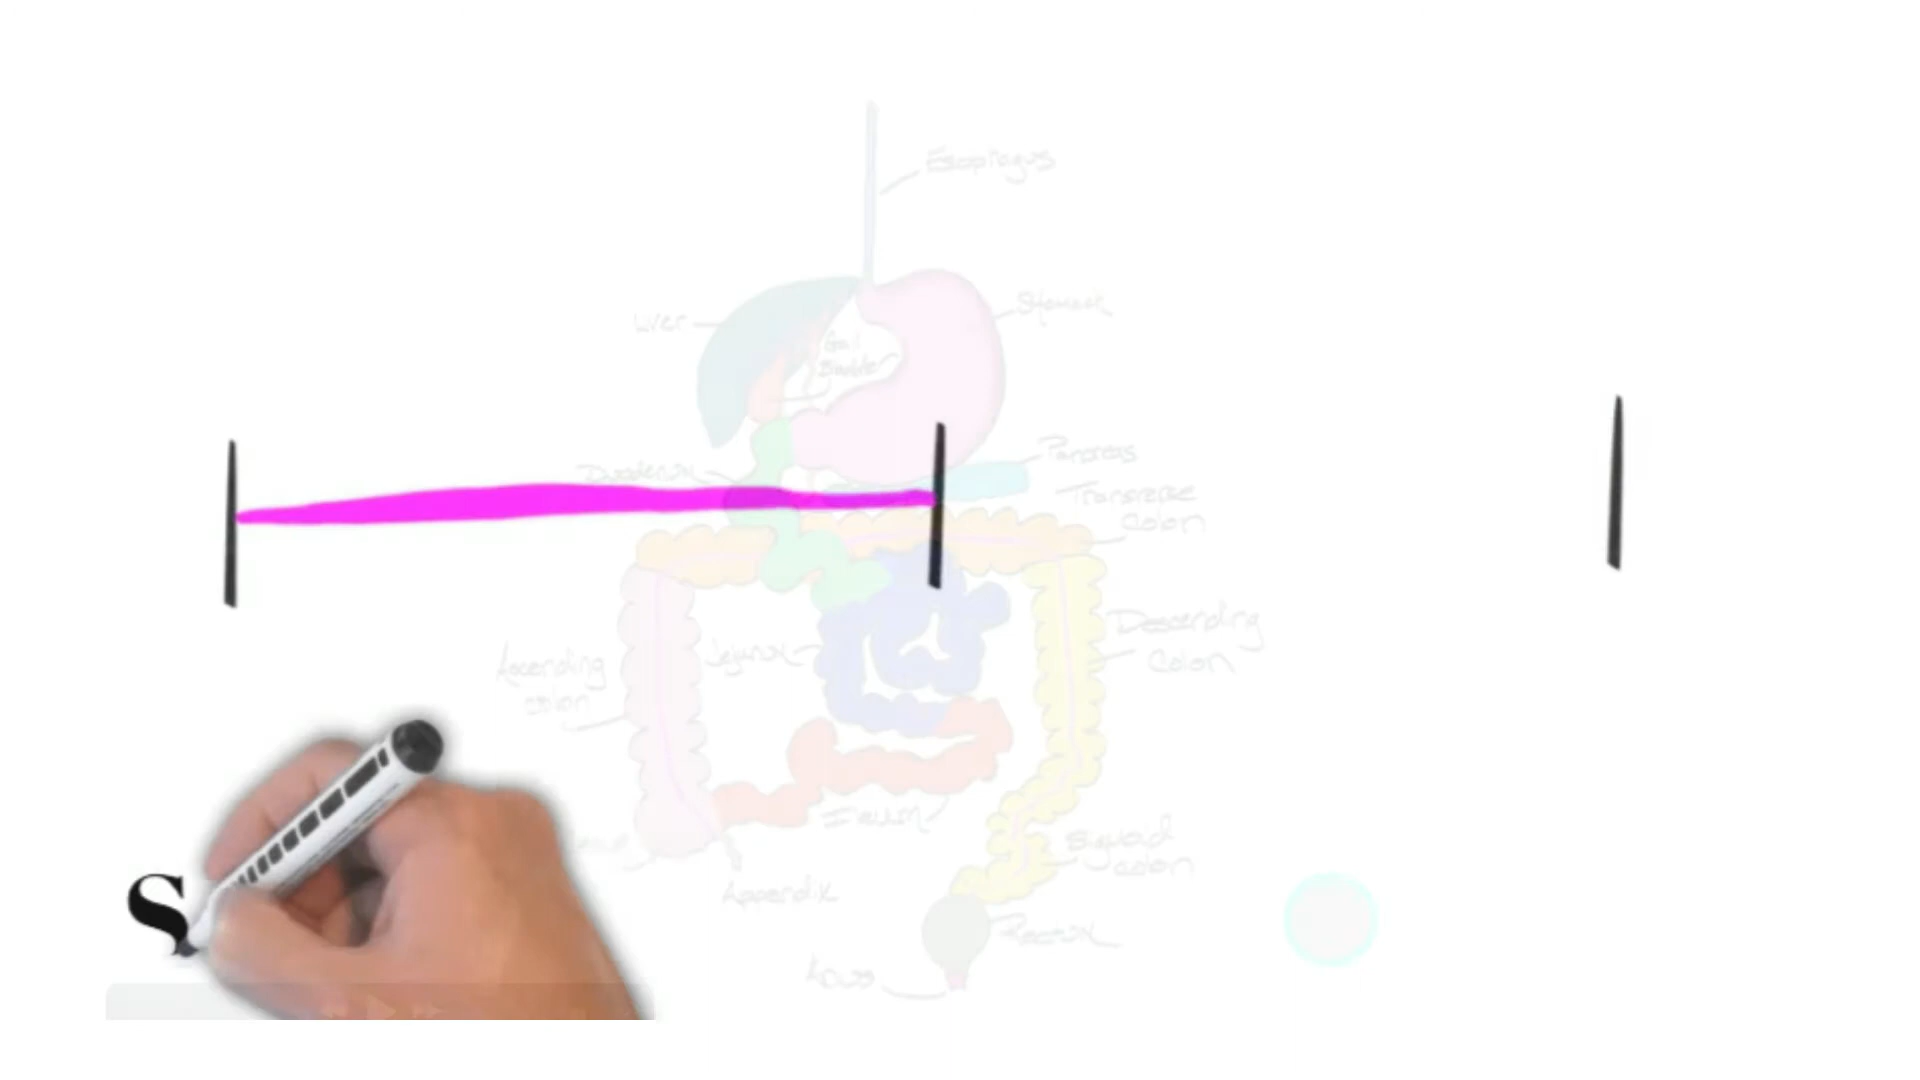 Esophagus
Liver
Stomach
Gall
Bladder
Pancreas
Duodenum
Transverse
Colon
Descending
Colon
Ascending
colon
Jejunum
Ileum
Sigmoid
colon
Appendix
Rectum
Anus
S